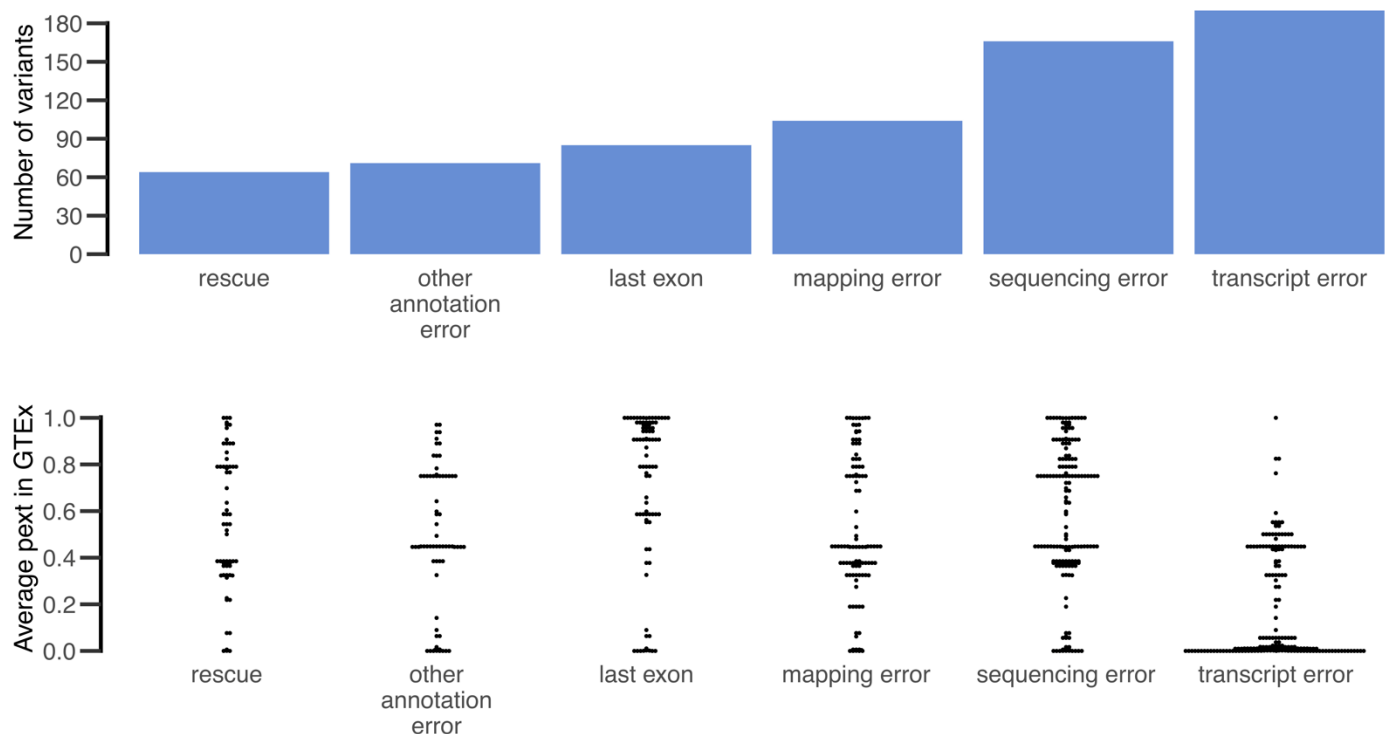 Number of variants
180
150
120
90
60
30
0
rescue
other
annotation
error
last exon
mapping error
sequencing error
transcript error
Average pext in GTEx
1.0
0.8
0.6
0.4
0.2
0.0
rescue
other
annotation
error
last exon
mapping error
sequencing error
transcript error